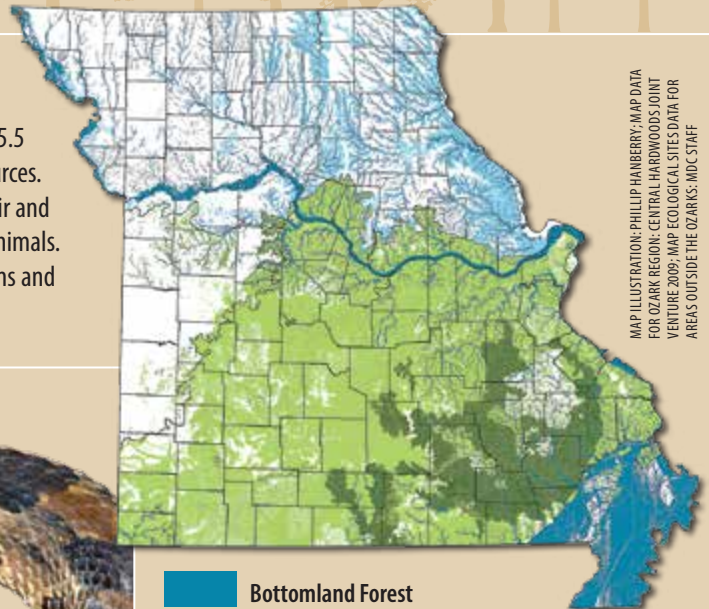 5.5
rces.
ir and
nimals.
ns and
MAP ILLUSTRATION: PHILLIP HANBERRY; MAP DATA
FOR OZARK REGION: CENTRAL HARDWOODS JOINT
VENTURE 2009; MAP ECOLOGICAL SITES DATA FOR
AREAS OUTSIDE THE OZARKS: MDC STAFF
Bottomland Forest